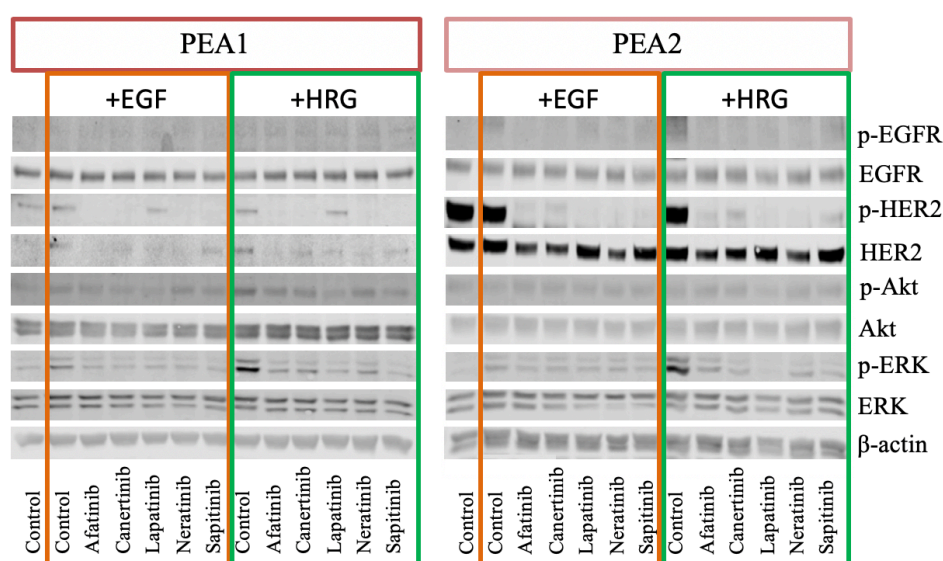 PEA1 PEA2
+EGF +HRG +EGF +HRG
p-EGFR
EGFR
p-HER2
HER2
p-Akt
Akt
p-ERK
ERK
β-actin
Control Control Afatinib Canertinib Lapatinib Neratinib Sapitinib Control Afatinib Canertinib Lapatinib Neratinib Sapitinib Control Control Afatinib Canertinib Lapatinib Neratinib Sapitinib Control Afatinib Canertinib Lapatinib Neratinib Sapitinib